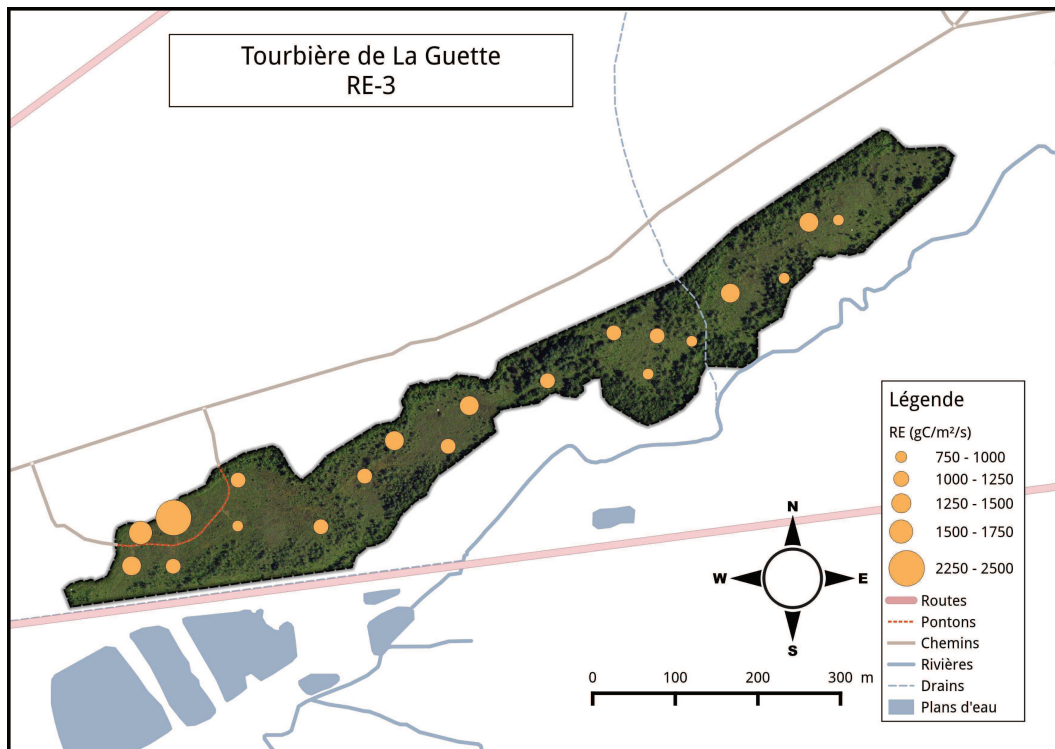 Tourbière de La Guette
RE-3
Légende
RE (gC/m²/s)
750 - 1000
1000 - 1250
1250 - 1500
1500 - 1750
2250 - 2500
Routes
Pontons
Chemins
Rivières
Drains
Plans d'eau
N
W
E
S
0 100 200 300 m